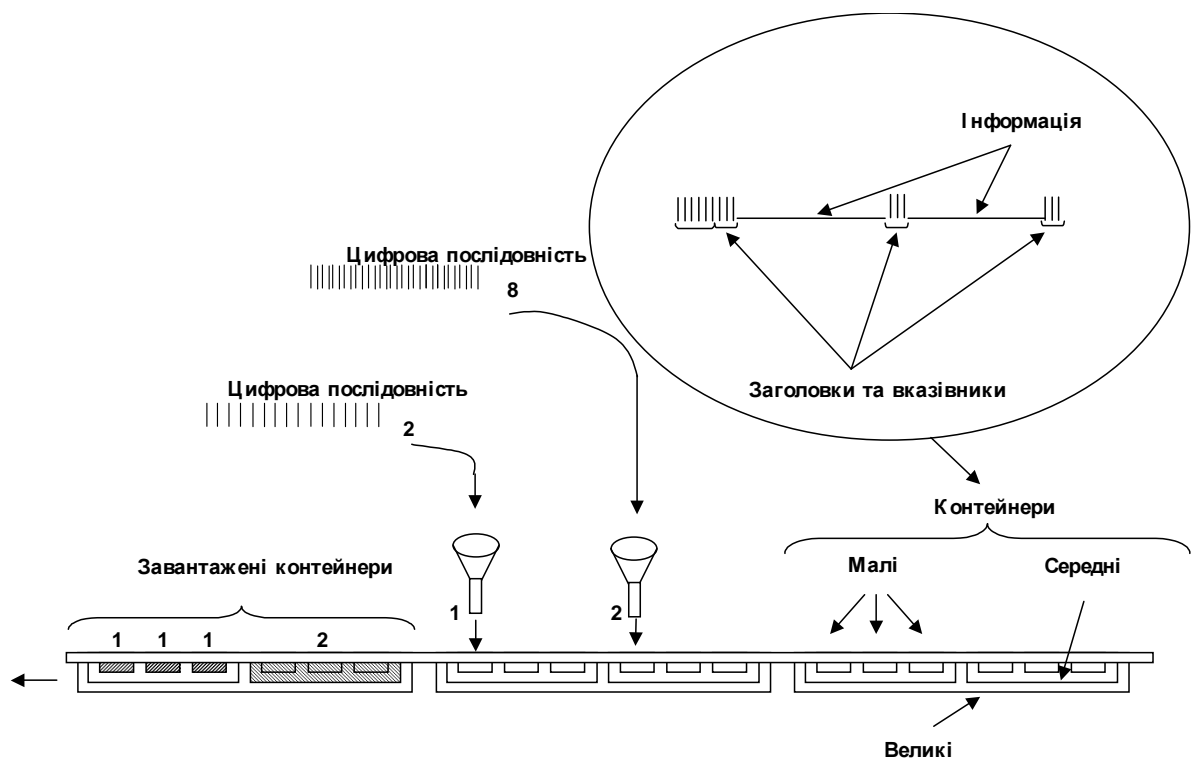 Інформація
Цифрова послідовність
8
Заголовки та вказівники
Цифрова послідовність
2
Контейнери
Завантажені контейнери
Малі
Середні
1
2
1 1 1 2
Великі